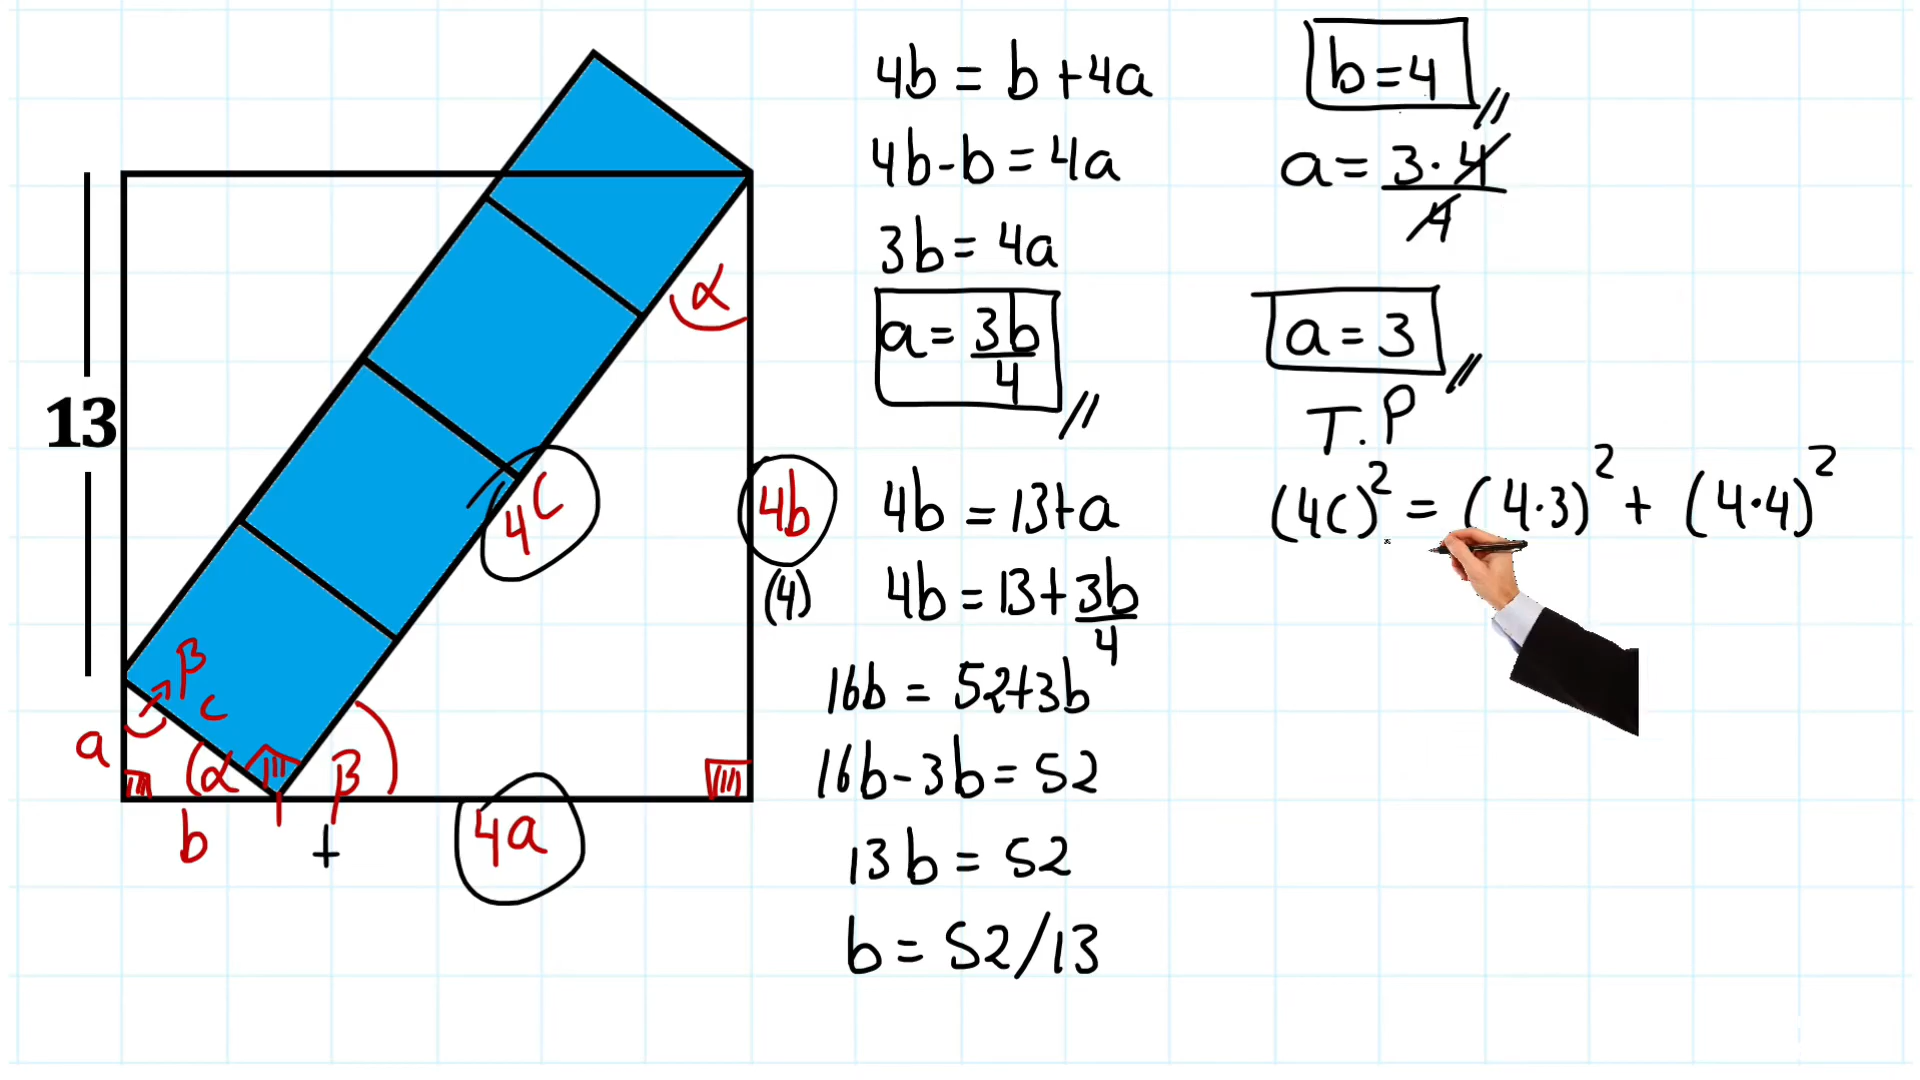 13
a
b
+
4a
c
α
β
β
4c
α
4b
(4)
4b = b + 4a
4b - b = 4a
3b = 4a
a = 3b/4 //
4b = 13 + a
4b = 13 + 3b/4
16b = 52 + 3b
16b - 3b = 52
13b = 52
b = 52/13
b = 4 //
a = 3·4/4
a = 3 //
T.P
(4c)² = (4·3)² + (4·4)²